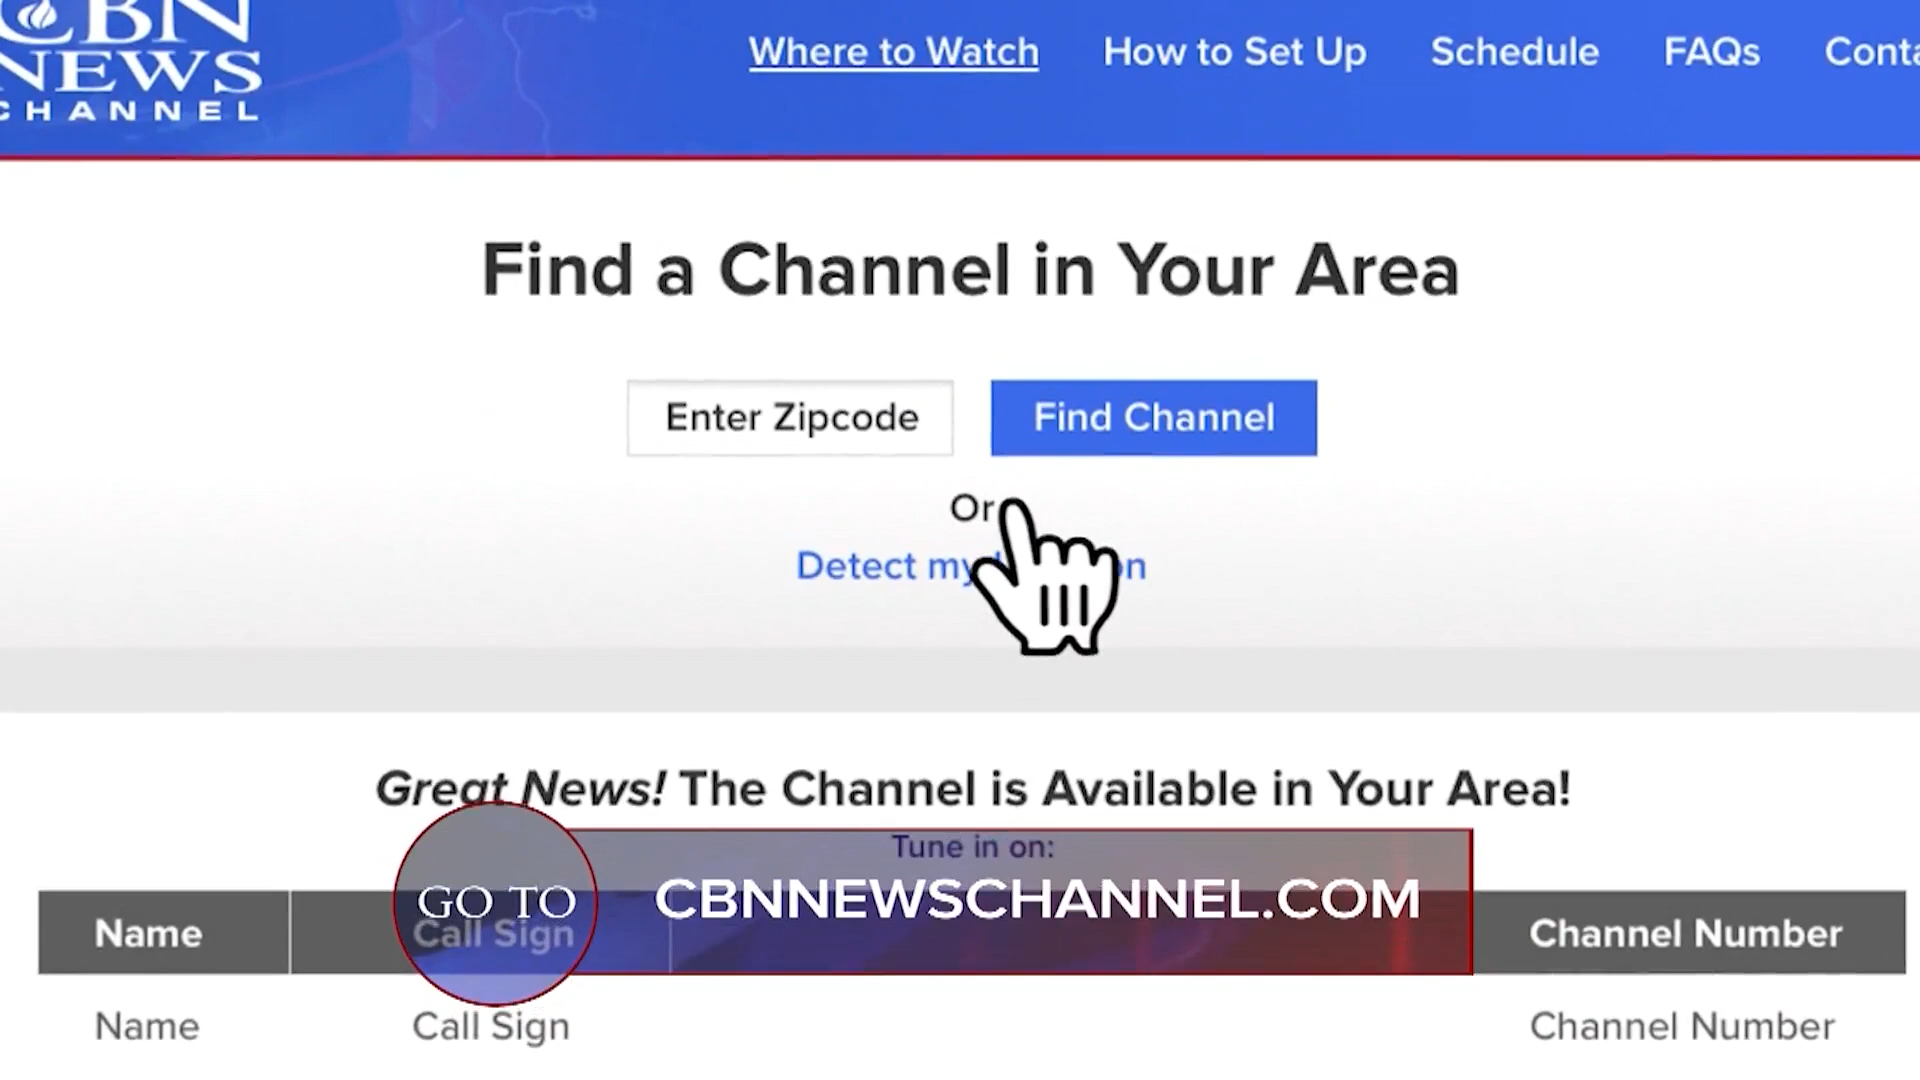 CBN
NEWS
CHANNEL
Where to Watch
How to Set Up
Schedule
FAQs
Find a Channel in Your Area
Enter Zipcode
Find Channel
Or
Detect my
Great News! The Channel is Available in Your Area!
Tune in on:
GO TO
CBNNEWSCHANNEL.COM
Name
Call Sign
Channel Number
Name
Call Sign
Channel Number